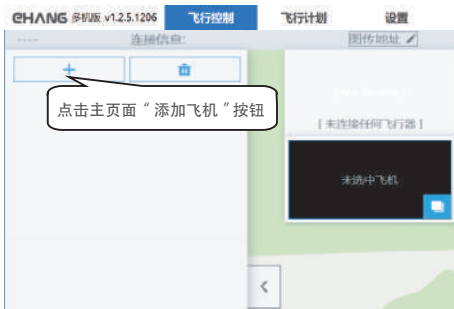 EHANG 多机版 v1.2.5.1206 飞行控制 飞行计划 设置
---- 连接信息: 图传地址
点击主页面“添加飞机”按钮
[ 未连接任何飞行器 ]
未选中飞机